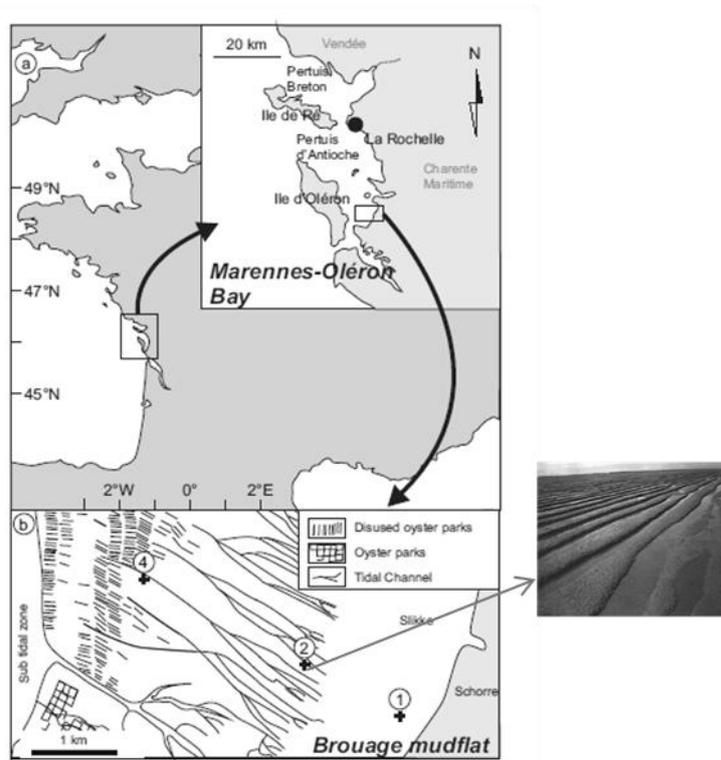 a
20 km
Vendée
N
Pertuis
Breton
Ile de Ré
La Rochelle
Pertuis
d'Antioche
Charente
Maritime
Ile d'Oléron
Marennes-Oléron
Bay
49°N
47°N
45°N
2°W
0°
2°E
b
Disused oyster parks
Oyster parks
Tidal Channel
4
Sub tidal zone
Slikke
2
1
Schorre
1 km
Brouage mudflat